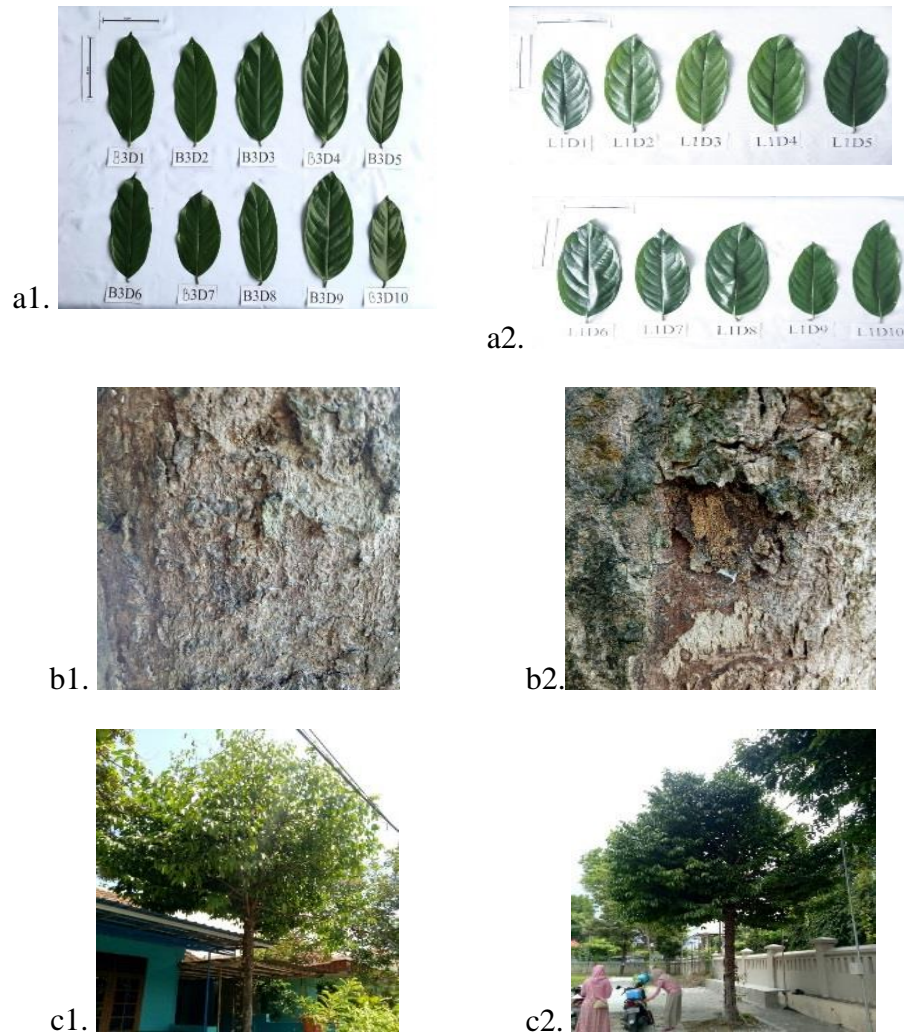 B3D1 B3D2 B3D3 B3D4 B3D5
B3D6 B3D7 B3D8 B3D9 B3D10
a1.
L1D1 L1D2 L1D3 L1D4 L1D5
L1D6 L1D7 L1D8 L1D9 L1D10
a2.
b1.
b2.
c1.
c2.